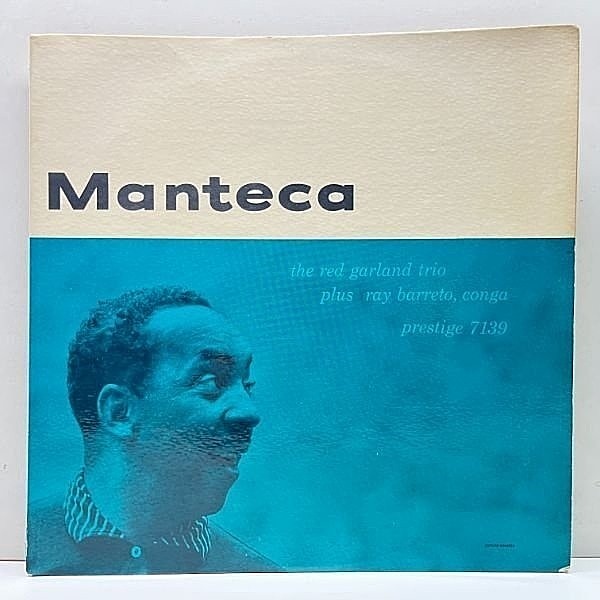 Manteca
the red garland trio
plus ray barreto, conga
prestige 7139